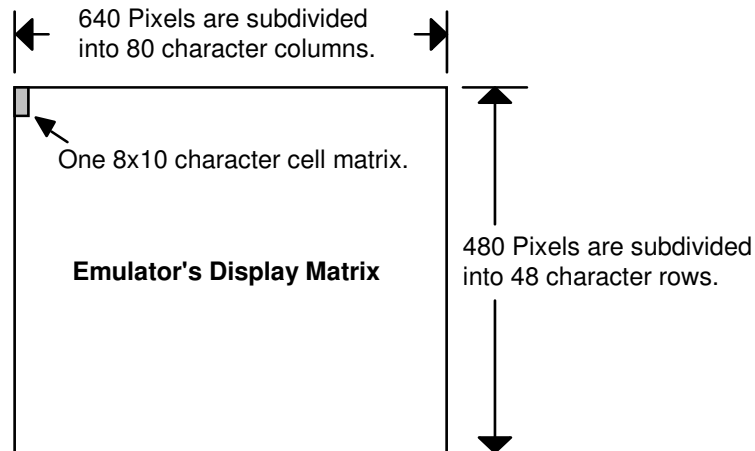 640 Pixels are subdivided
into 80 character columns.
One 8x10 character cell matrix.
Emulator's Display Matrix
480 Pixels are subdivided
into 48 character rows.